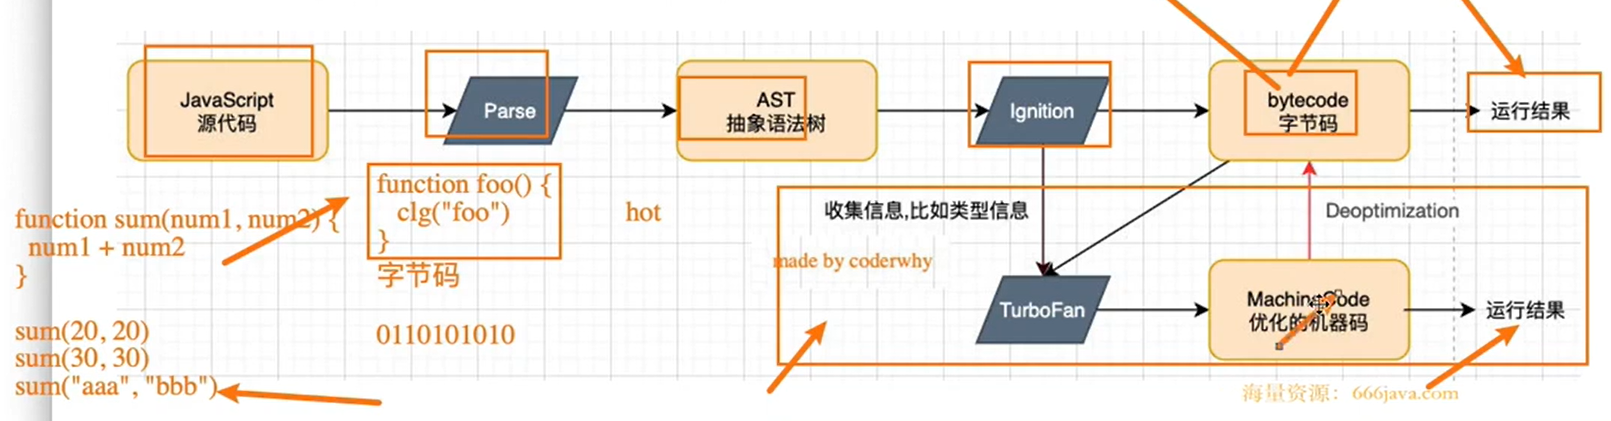 JavaScript
源代码
Parse
AST
抽象语法树
Ignition
bytecode
字节码
运行结果
function sum(num1, num2) {
num1 + num2
}
sum(20, 20)
sum(30, 30)
sum("aaa", "bbb")
function foo() {
clg("foo")
}
字节码
0110101010
hot
收集信息,比如类型信息
made by coderwhy
Deoptimization
TurboFan
MachineCode
优化的机器码
运行结果
海量资源：666java.com